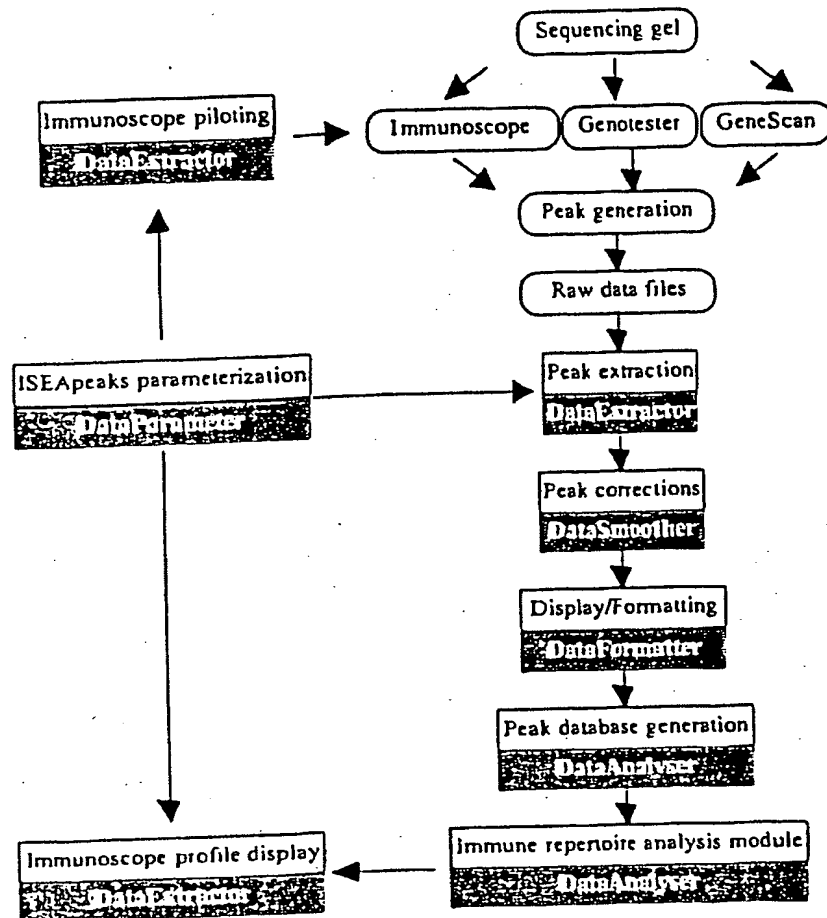 Sequencing gel
Immunoscope piloting
DataExtractor
Immunoscope
Genotester
GeneScan
Peak generation
Raw data files
ISEApeaks parameterization
DataParameter
Peak extraction
DataExtractor
Peak corrections
DataSmoother
Display/Formatting
DataFormatter
Peak database generation
DataAnalyser
Immunoscope profile display
DataExtractor
Immune repertoire analysis module
DataAnalyser